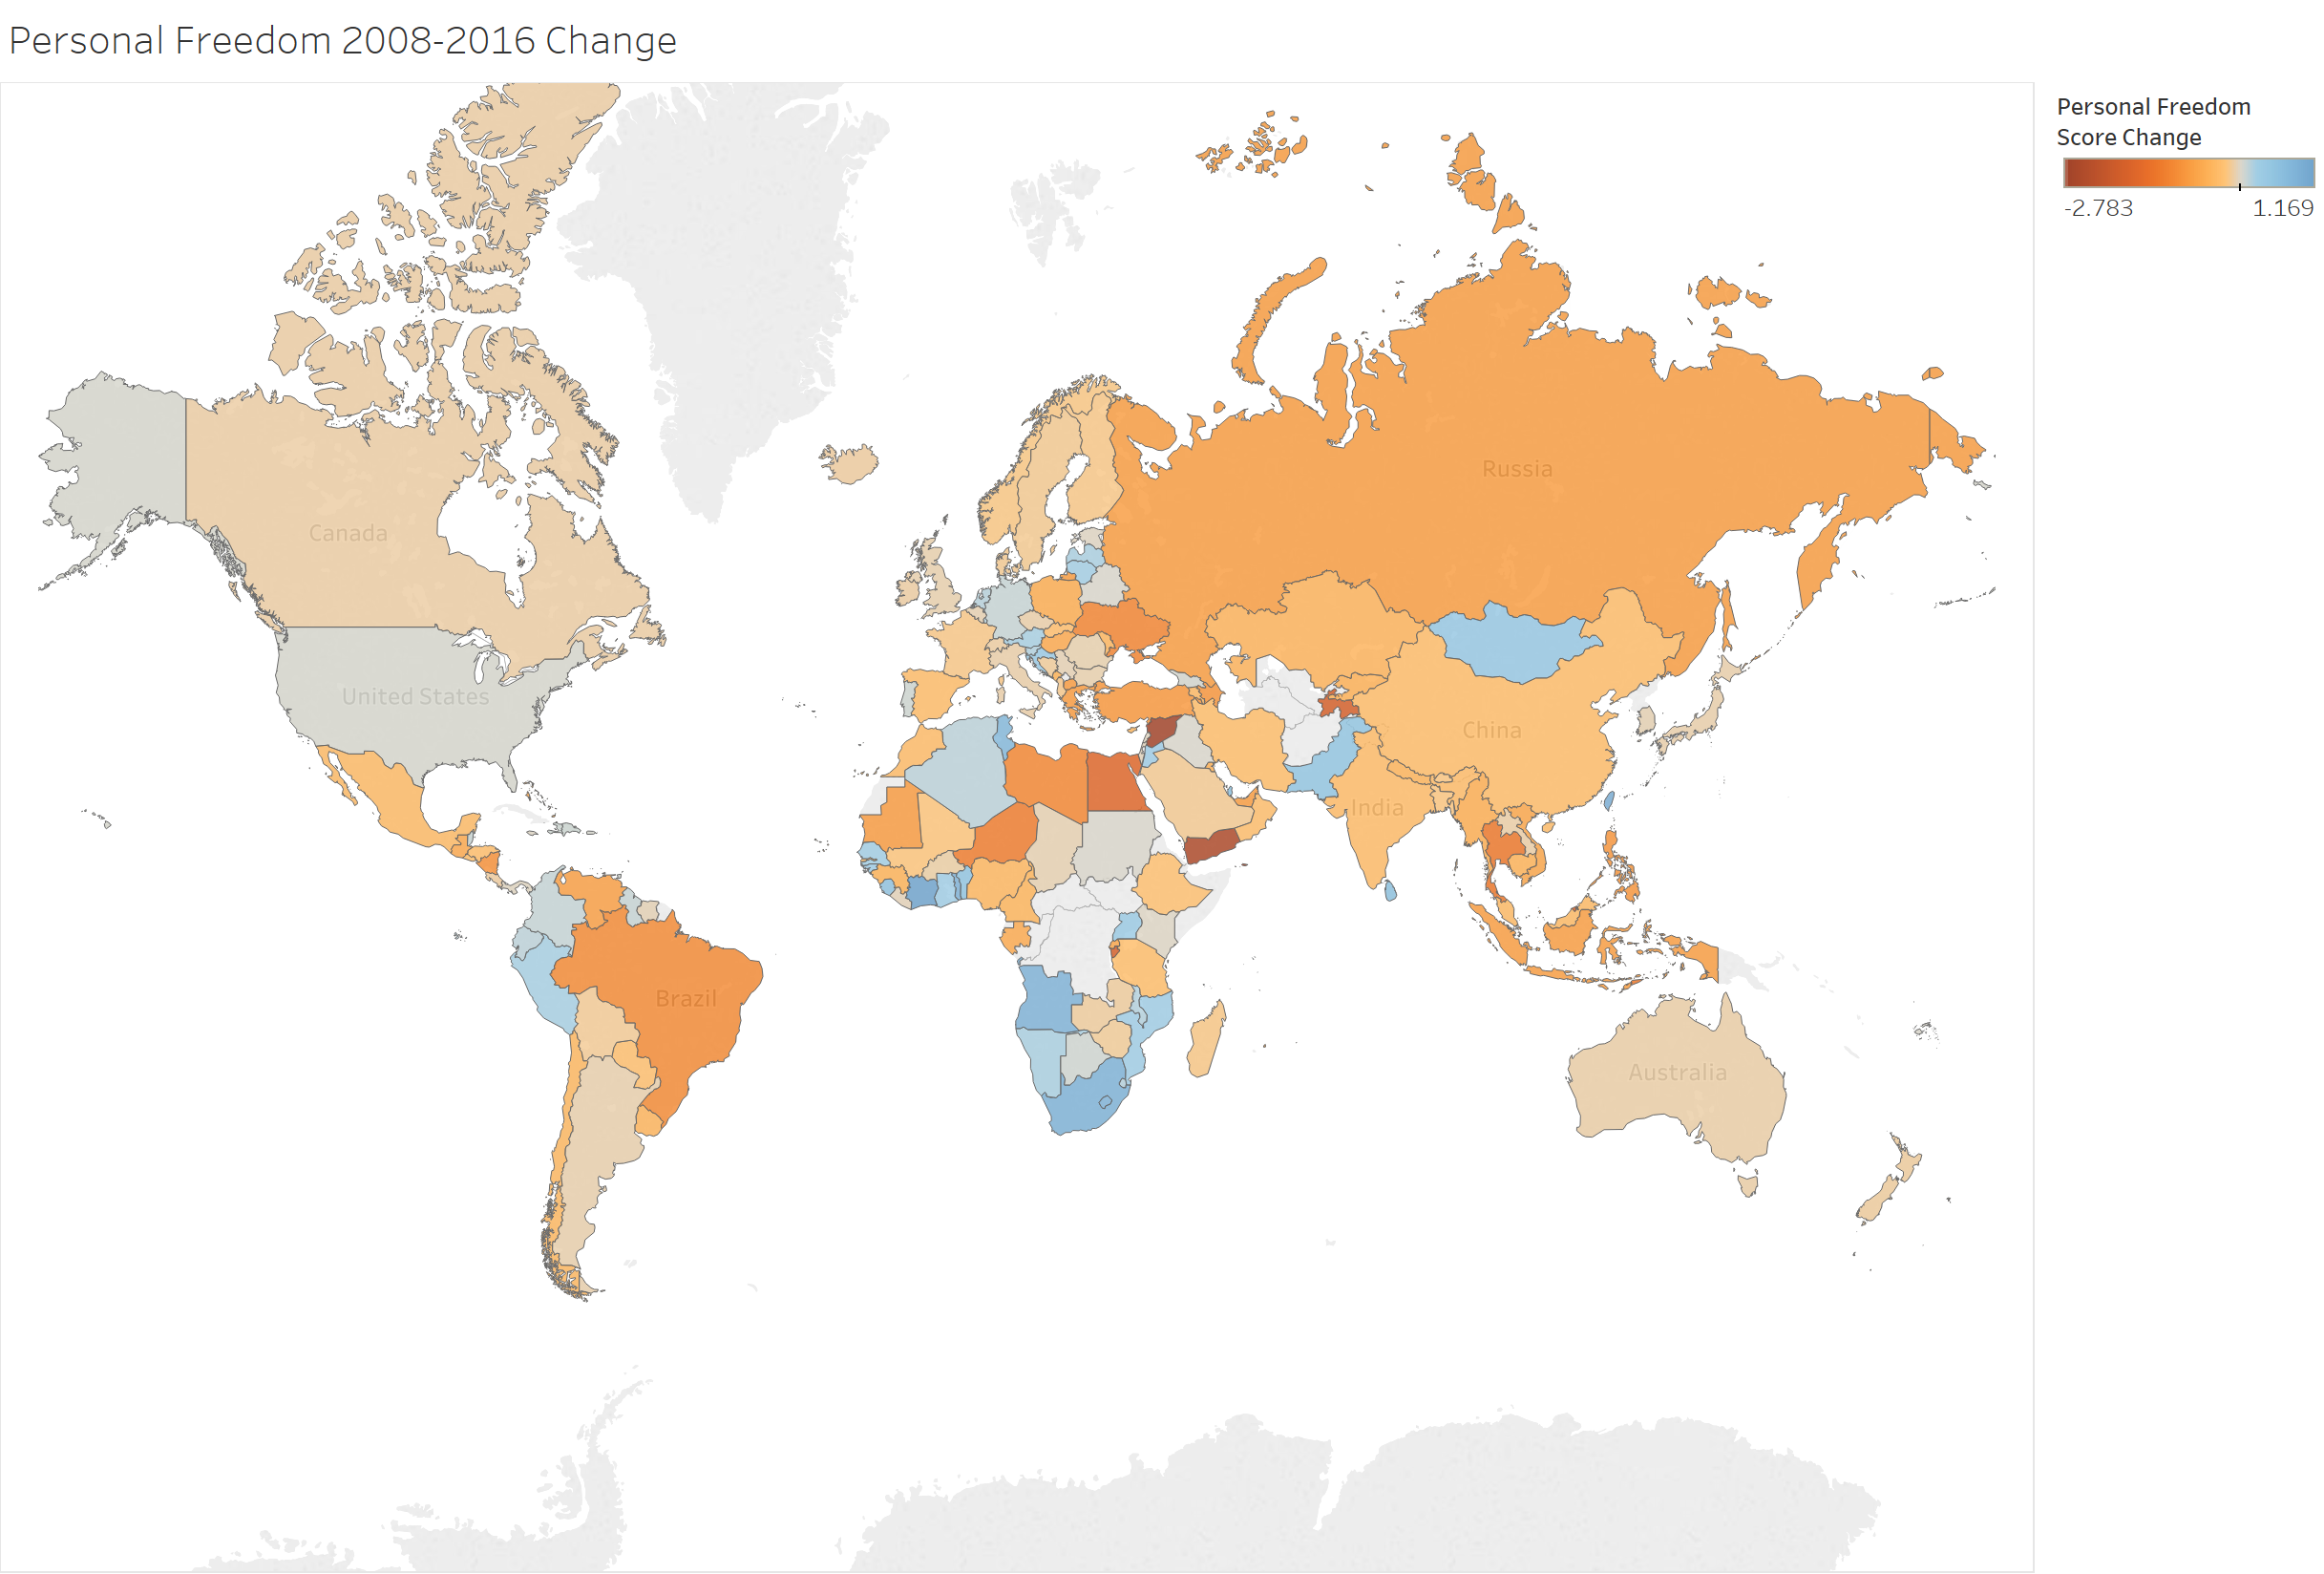 Personal Freedom 2008-2016 Change
Personal Freedom
Score Change
-2.783 1.169
Russia
Canada
United States
China
India
Brazil
Australia